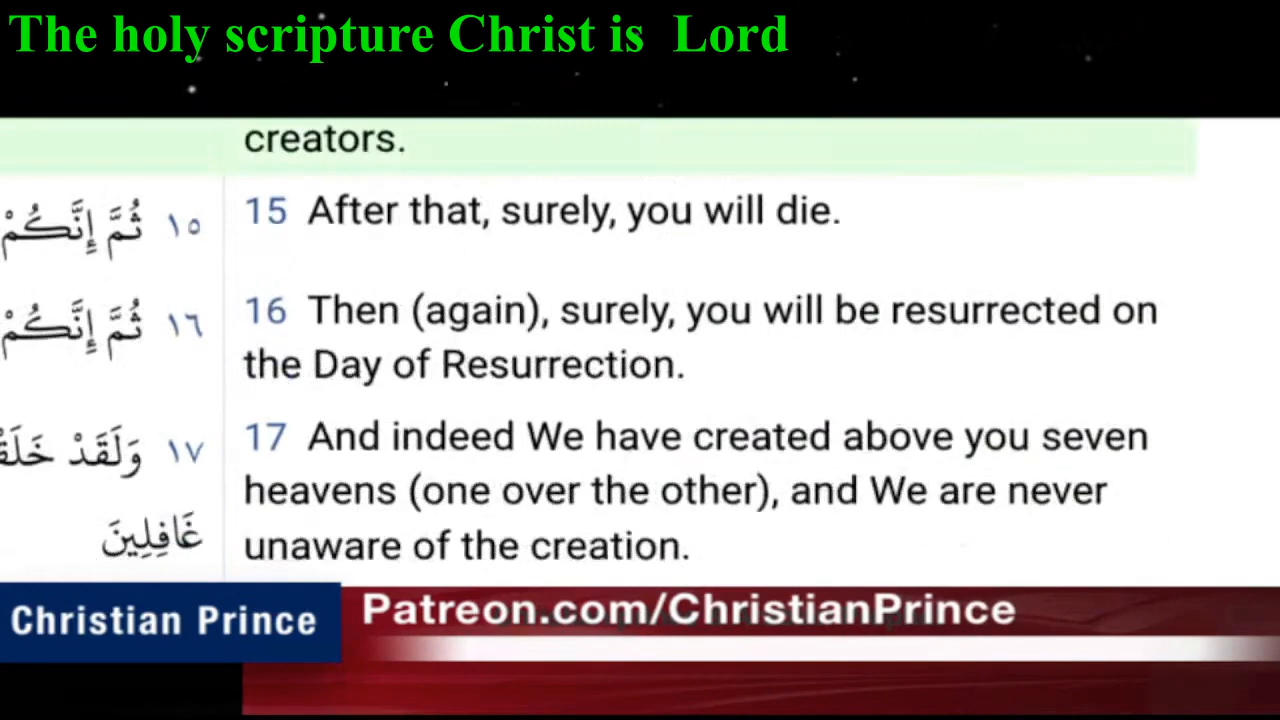 The holy scripture Christ is Lord
creators.
ثُمَّ إِنَّكُمْ ١٥
15 After that, surely, you will die.
ثُمَّ إِنَّكُمْ ١٦
16 Then (again), surely, you will be resurrected on
the Day of Resurrection.
وَلَقَدْ ١٧
17 And indeed We have created above you seven
heavens (one over the other), and We are never
غَافِلِينَ
unaware of the creation.
Christian Prince
Patreon.com/ChristianPrince